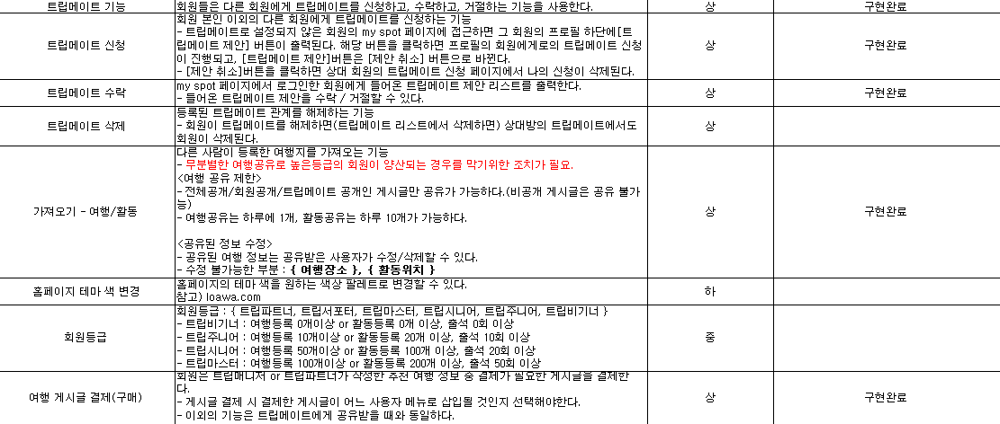 트립메이트 기능 회원들은 다른 회원에게 트립메이트를 신청하고, 수락하고, 거절하는 기능을 사용한다. 상 구현완료
회원 본인 이외의 다른 회원에게 트립메이트를 신청하는 기능
- 트립메이트로 설정되지 않은 회원의 my spot 페이지에 접근하면 그 회원의 프로필 하단에[트
트립메이트 신청 립메이트 제안] 버튼이 출력된다. 해당 버튼을 클릭하면 프로필의 회원에게로의 트립메이트 신청 상 구현완료
이 진행되고, [트립메이트 제안]버튼은 [제안 취소] 버튼으로 바뀐다.
- [제안 취소]버튼을 클릭하면 상대 회원의 트립메이트 신청 페이지에서 나의 신청이 삭제된다.
my spot 페이지에서 로그인한 회원에게 들어온 트립메이트 제안 리스트를 출력한다.
트립메이트 수락 상 구현완료
- 들어온 트립메이트 제안을 수락 / 거절할 수 있다.
등록된 트립메이트 관계를 해제하는 기능
트립메이트 삭제 - 회원이 트립메이트를 해제하면(트립메이트 리스트에서 삭제하면) 상대방의 트립메이트에서도 상
회원이 삭제된다.
다른 사람이 등록한 여행지를 가져오는 기능
- 무분별한 여행공유로 높은등급의 회원이 양산되는 경우를 막기위한 조치가 필요.
<여행 공유 제한>
- 전체공개/회원공개/트립메이트 공개인 게시글만 공유가 가능하다.(비공개 게시글은 공유 불가
능)
가져오기 - 여행/활동 - 여행공유는 하루에 1개, 활동공유는 하루 10개가 가능하다. 상 구현완료
<공유된 정보 수정>
- 공유된 여행 정보는 공유받은 사용자가 수정/삭제할 수 있다.
- 수정 불가능한 부분 : { 여행장소 }, { 활동위치 }
홈페이지의 테마 색을 원하는 색상 팔레트로 변경할 수 있다.
홈페이지 테마 색 변경 하
참고) loawa.com
회원등급 : { 트립파트너, 트립서포터, 트립마스터, 트립시니어, 트립주니어, 트립비기너 }
- 트립비기너 : 여행등록 0개이상 or 활동등록 0개 이상, 출석 0회 이상
회원등급 - 트립주니어 : 여행등록 10개이상 or 활동등록 20개 이상, 출석 10회 이상 중
- 트립시니어 : 여행등록 50개이상 or 활동등록 100개 이상, 출석 20회 이상
- 트립마스터 : 여행등록 100개이상 or 활동등록 200개 이상, 출석 50회 이상
회원은 트립매니저 or 트립파트너가 작성한 추천 여행 정보 중 결제가 필요한 게시글을 결제한
다.
여행 게시글 결제(구매) - 게시글 결제 시 결제한 게시글이 어느 사용자 메뉴로 삽입될 것인지 선택해야한다. 상 구현완료
- 이외의 기능은 트립메이트에게 공유받을 때와 동일하다.